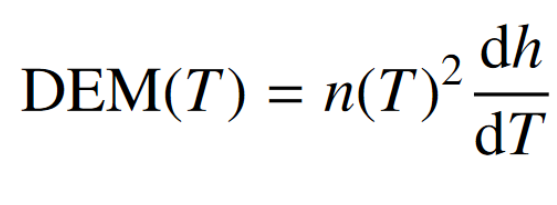 DEM(T) = n(T)² dh/dT